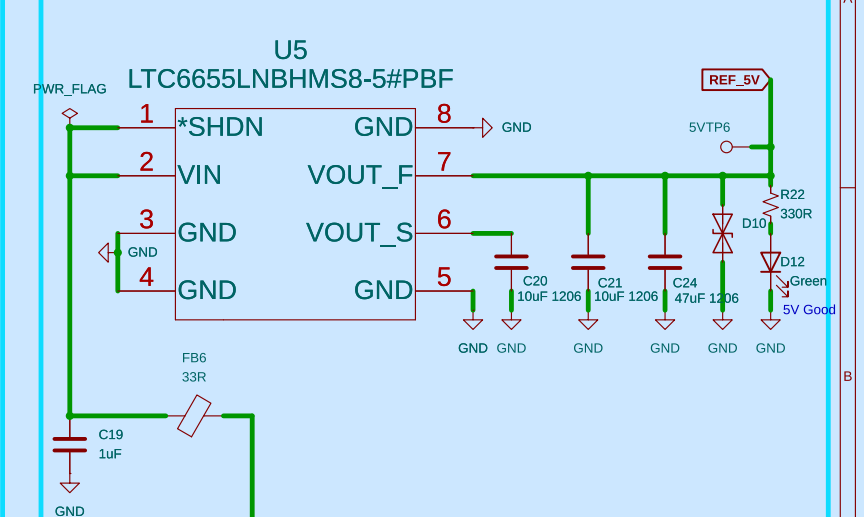 A
U5
LTC6655LNBHMS8-5#PBF
PWR_FLAG
REF_5V
1
*SHDN
GND
8
GND
5VTP6
2
VIN
VOUT_F
7
R22
330R
3
GND
VOUT_S
6
D10
GND
4
GND
GND
5
C20
10uF 1206
C21
10uF 1206
C24
47uF 1206
D12
Green
5V Good
GND
GND
GND
GND
GND
GND
FB6
33R
B
C19
1uF
GND